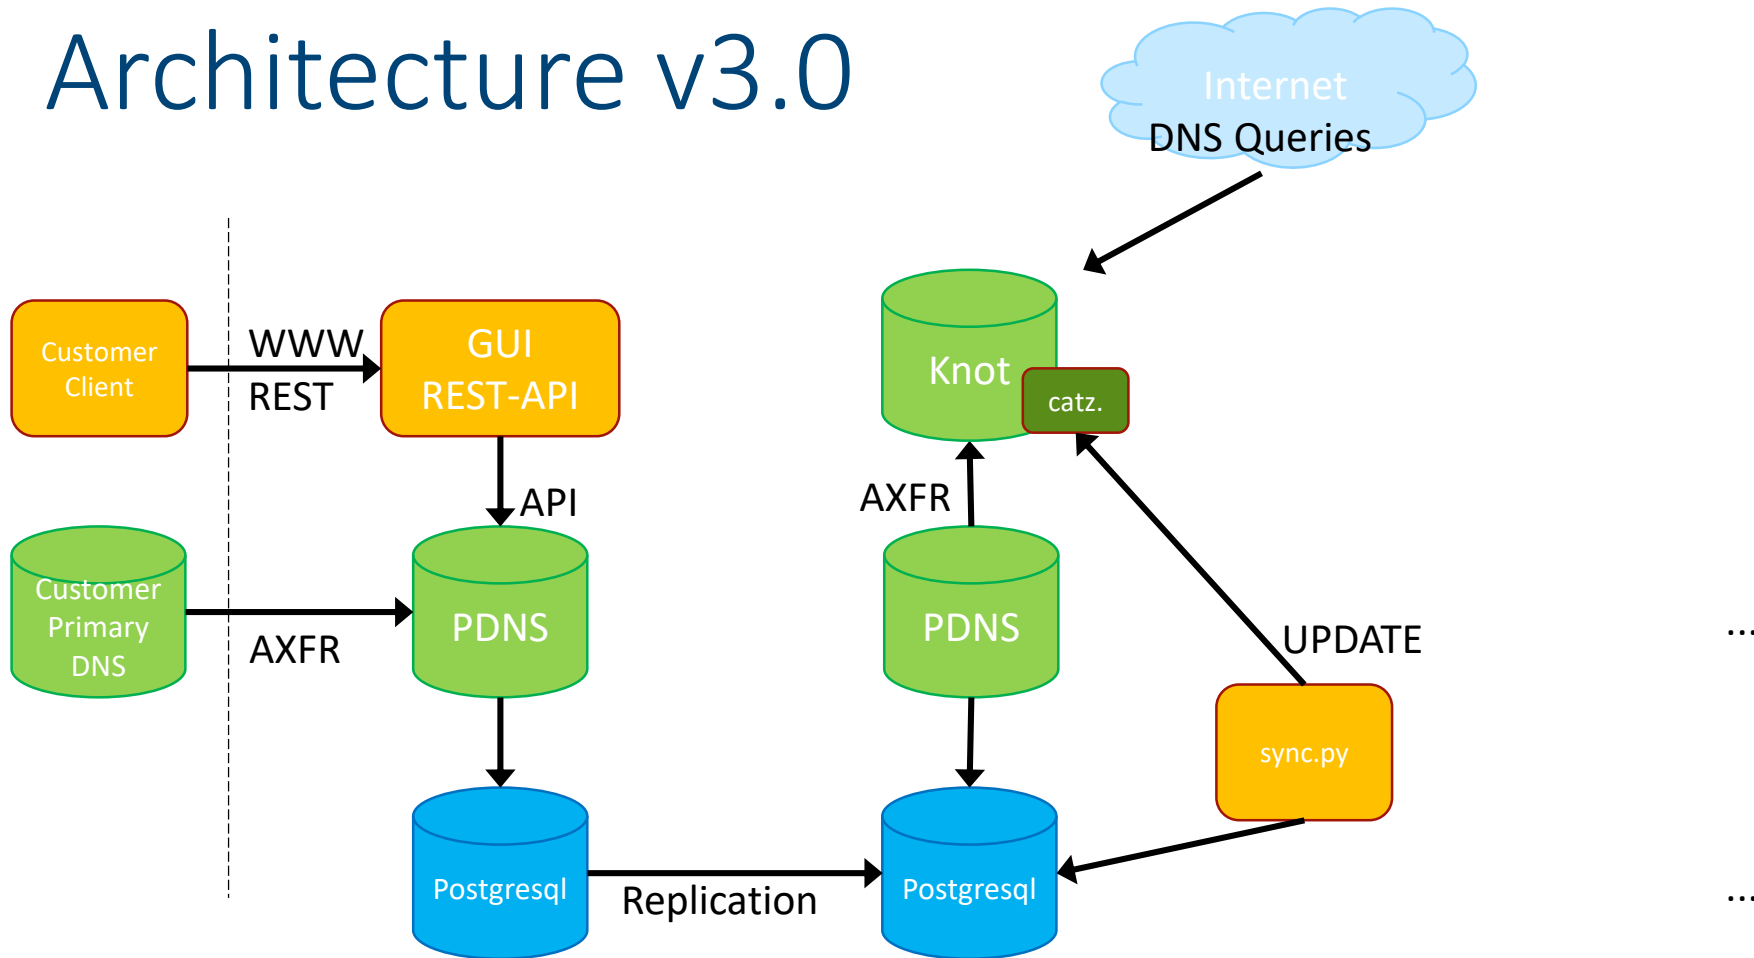 Architecture v3.0
Internet
DNS Queries
Customer
Client
WWW
REST
GUI
REST-API
Knot
catz.
API
AXFR
Customer
Primary
DNS
AXFR
PDNS
PDNS
UPDATE
...
sync.py
Postgresql
Replication
Postgresql
...